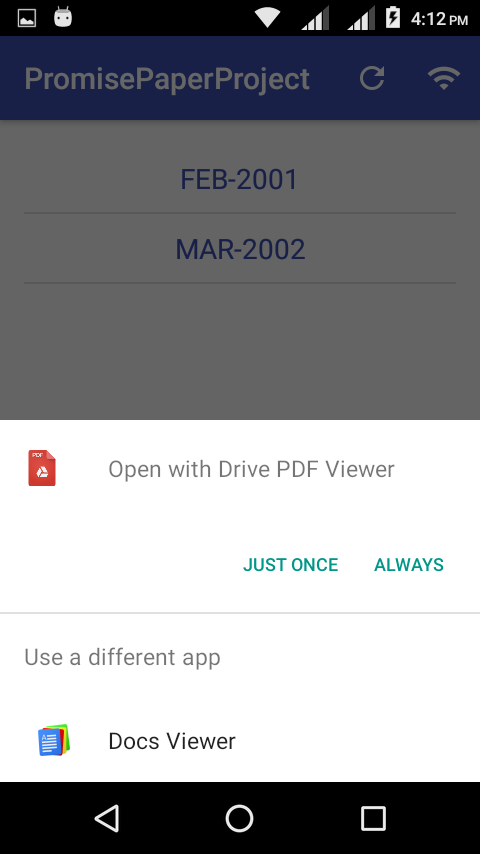 4:12 PM
PromisePaperProject
FEB-2001
MAR-2002
PDF
Open with Drive PDF Viewer
JUST ONCE ALWAYS
Use a different app
A
Docs Viewer